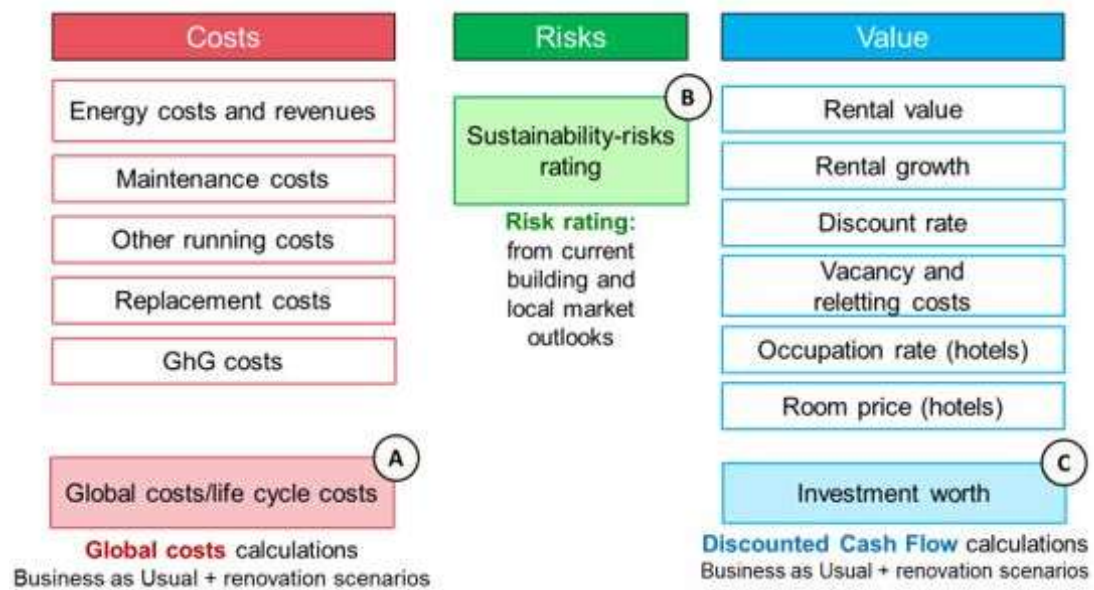 Costs
Energy costs and revenues
Maintenance costs
Other running costs
Replacement costs
GhG costs
A
Global costs/life cycle costs
Global costs calculations
Business as Usual + renovation scenarios
Risks
B
Sustainability-risks
rating
Risk rating:
from current
building and
local market
outlooks
Value
Rental value
Rental growth
Discount rate
Vacancy and
reletting costs
Occupation rate (hotels)
Room price (hotels)
C
Investment worth
Discounted Cash Flow calculations
Business as Usual + renovation scenarios